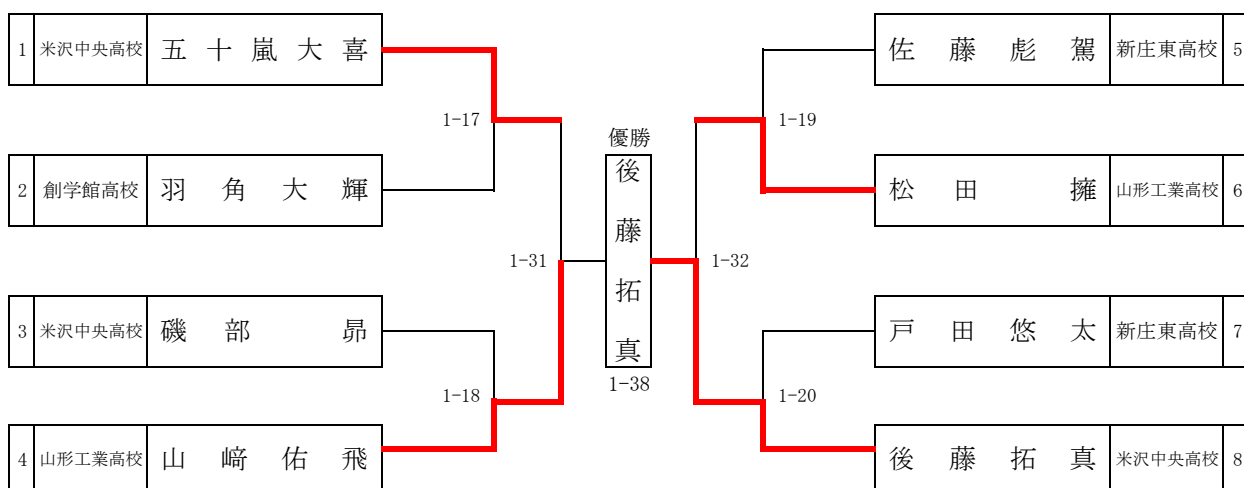 1 米沢中央高校 五十嵐大喜
1-17
2 創学館高校 羽角大輝
1-31
3 米沢中央高校 磯部 昴
1-18
4 山形工業高校 山﨑佑飛
優勝
後藤拓真
1-38
佐藤彪駕 新庄東高校 5
1-19
松田 擁 山形工業高校 6
1-32
戸田悠太 新庄東高校 7
1-20
後藤拓真 米沢中央高校 8